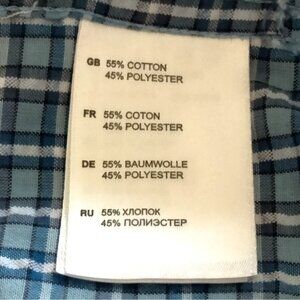 GB 55% COTTON
45% POLYESTER
FR 55% COTON
45% POLYESTER
DE 55% BAUMWOLLE
45% POLYESTER
RU 55% ХЛОПОК
45% ПОЛИЭСТЕР